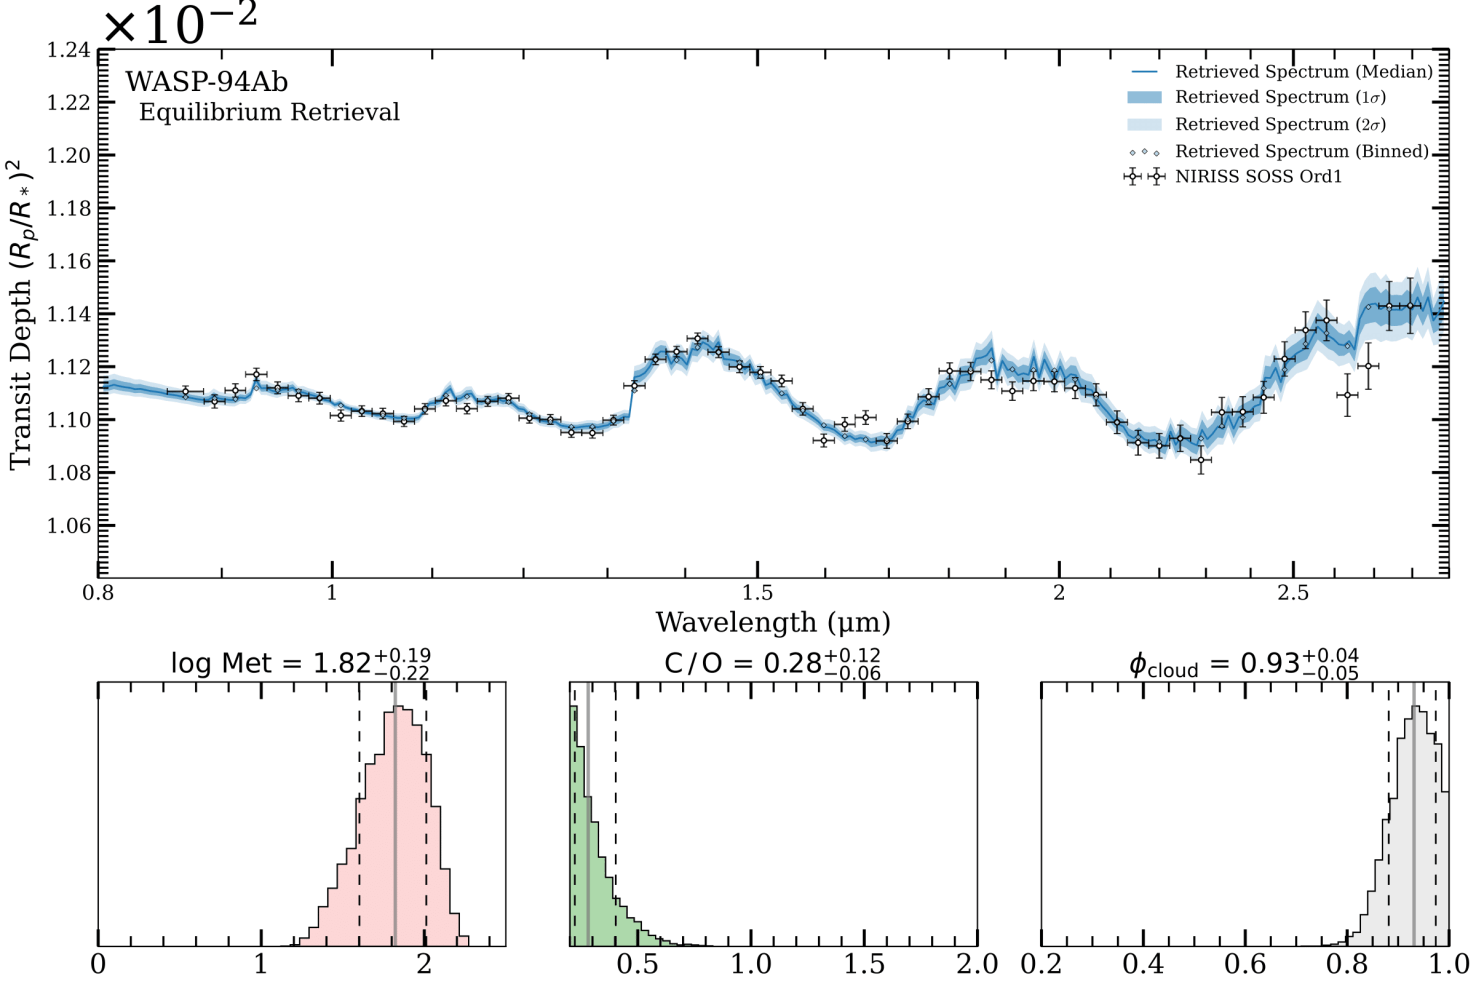 ×10⁻²
1.24
1.22
1.20
1.18
1.16
1.14
1.12
1.10
1.08
1.06
Transit Depth (R_p/R_*)²
WASP-94Ab
Equilibrium Retrieval
Retrieved Spectrum (Median)
Retrieved Spectrum (1σ)
Retrieved Spectrum (2σ)
Retrieved Spectrum (Binned)
NIRISS SOSS Ord1
0.8 1 1.5 2 2.5
Wavelength (μm)
log Met = 1.82^{+0.19}_{−0.22}
0 1 2
C/O = 0.28^{+0.12}_{−0.06}
0.5 1.0 1.5 2.0
ϕ_cloud = 0.93^{+0.04}_{−0.05}
0.2 0.4 0.6 0.8 1.0